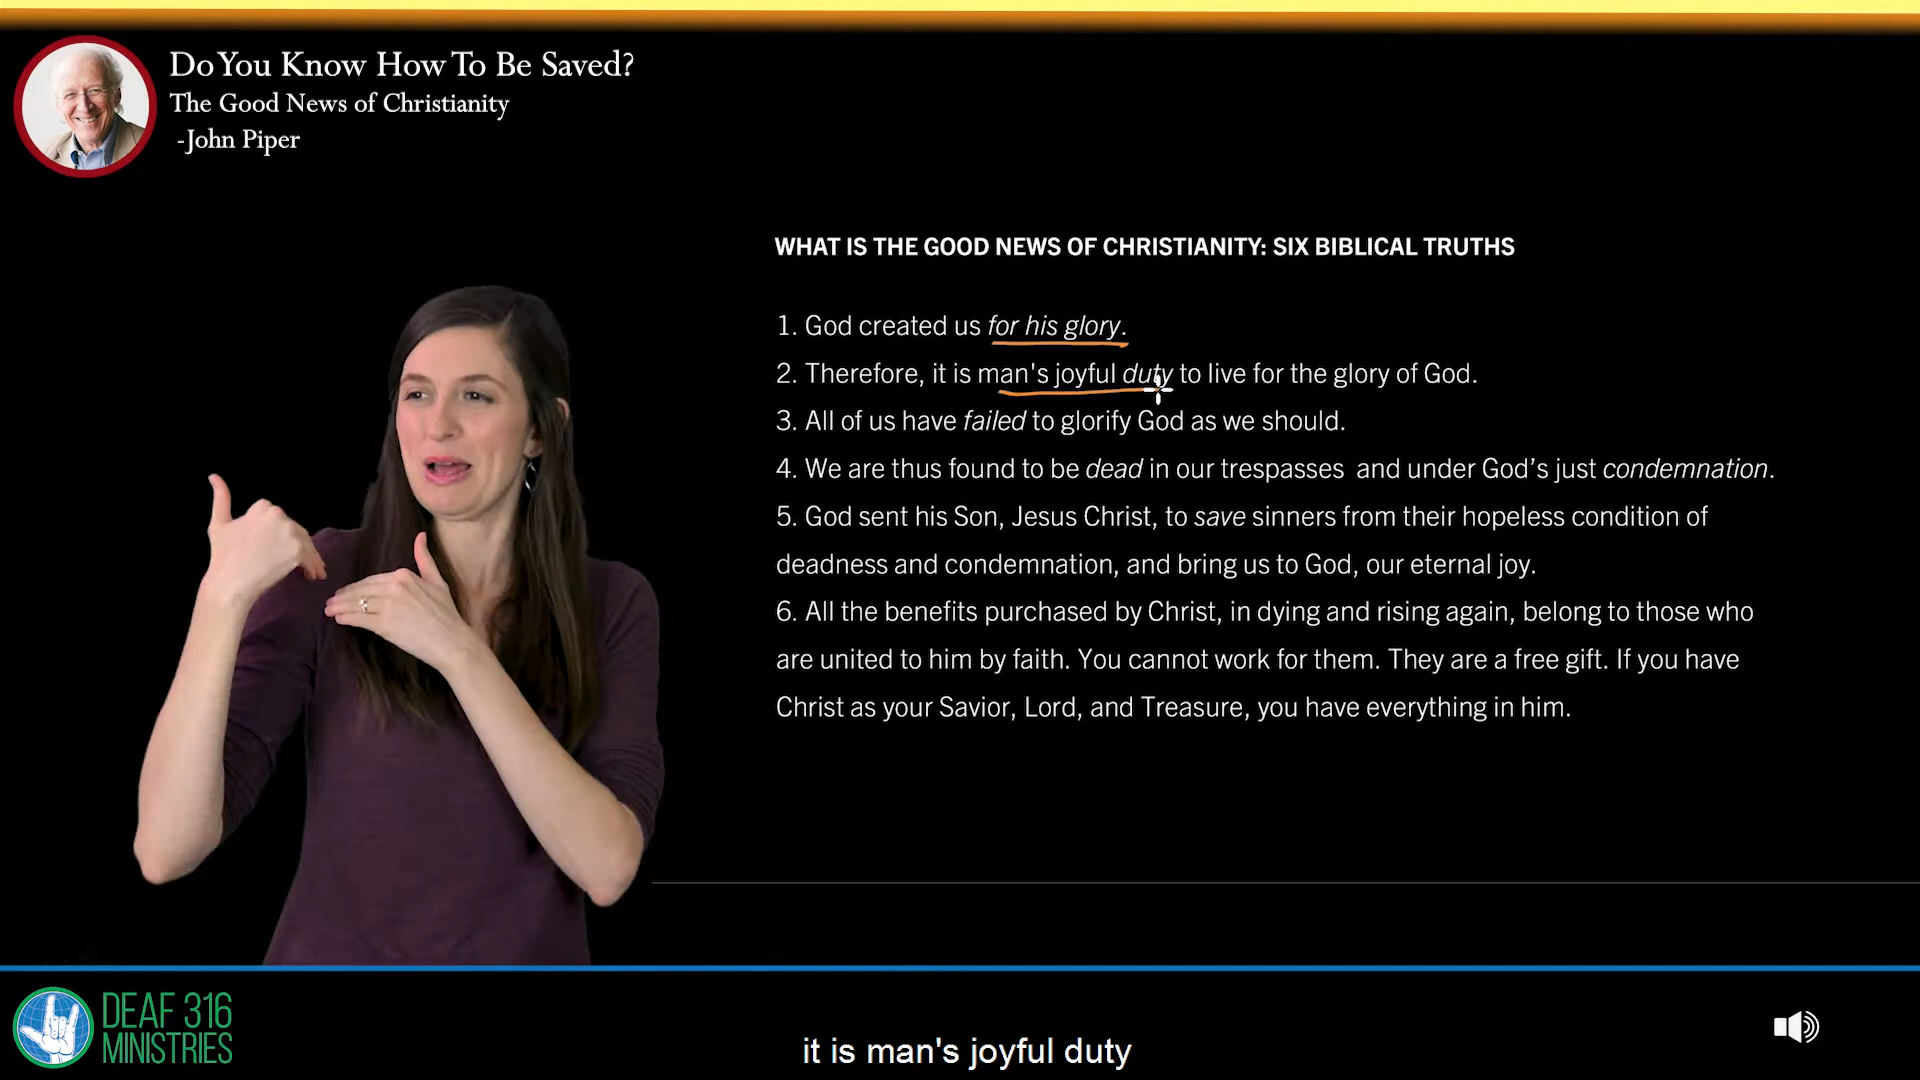 Do You Know How To Be Saved?
The Good News of Christianity
-John Piper
WHAT IS THE GOOD NEWS OF CHRISTIANITY: SIX BIBLICAL TRUTHS
1. God created us for his glory.
2. Therefore, it is man's joyful duty to live for the glory of God.
3. All of us have failed to glorify God as we should.
4. We are thus found to be dead in our trespasses and under God’s just condemnation.
5. God sent his Son, Jesus Christ, to save sinners from their hopeless condition of
deadness and condemnation, and bring us to God, our eternal joy.
6. All the benefits purchased by Christ, in dying and rising again, belong to those who
are united to him by faith. You cannot work for them. They are a free gift. If you have
Christ as your Savior, Lord, and Treasure, you have everything in him.
DEAF 316
MINISTRIES
it is man's joyful duty